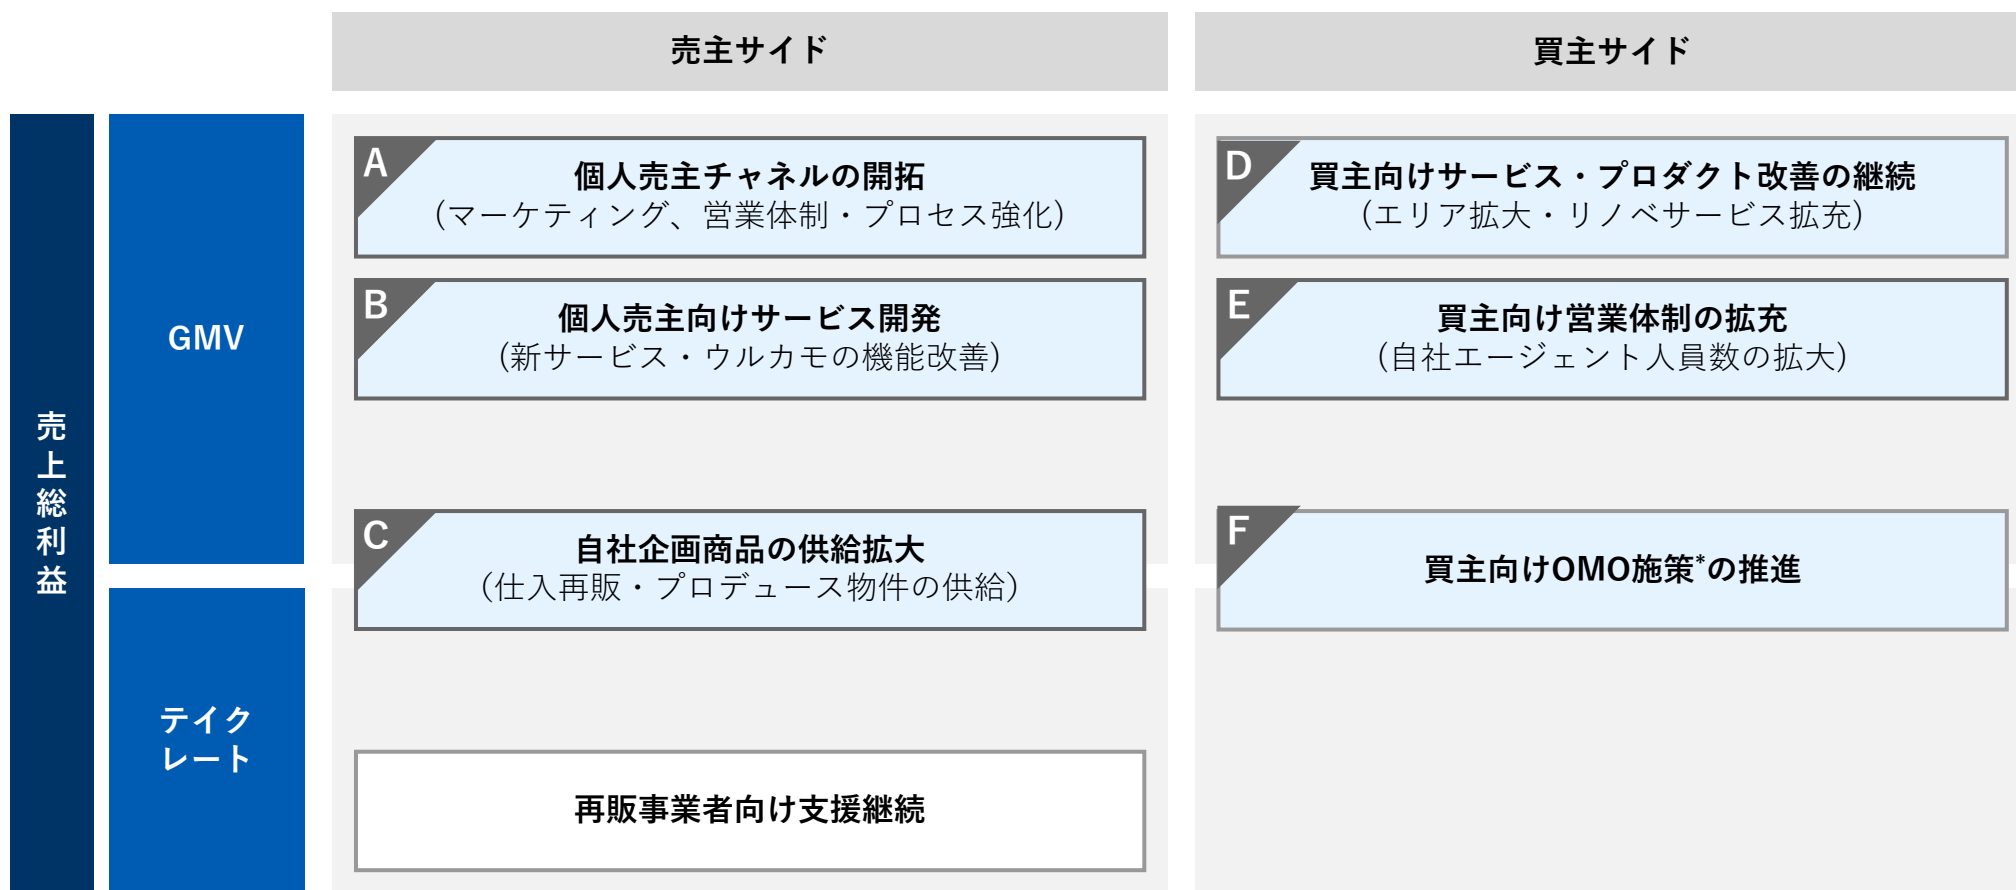 売主サイド
買主サイド
売上総利益
GMV
A
個人売主チャネルの開拓
（マーケティング、営業体制・プロセス強化）
B
個人売主向けサービス開発
（新サービス・ウルカモの機能改善）
C
自社企画商品の供給拡大
（仕入再販・プロデュース物件の供給）
D
買主向けサービス・プロダクト改善の継続
（エリア拡大・リノベサービス拡充）
E
買主向け営業体制の拡充
（自社エージェント人員数の拡大）
F
買主向けOMO施策*の推進
テイク
レート
再販事業者向け支援継続